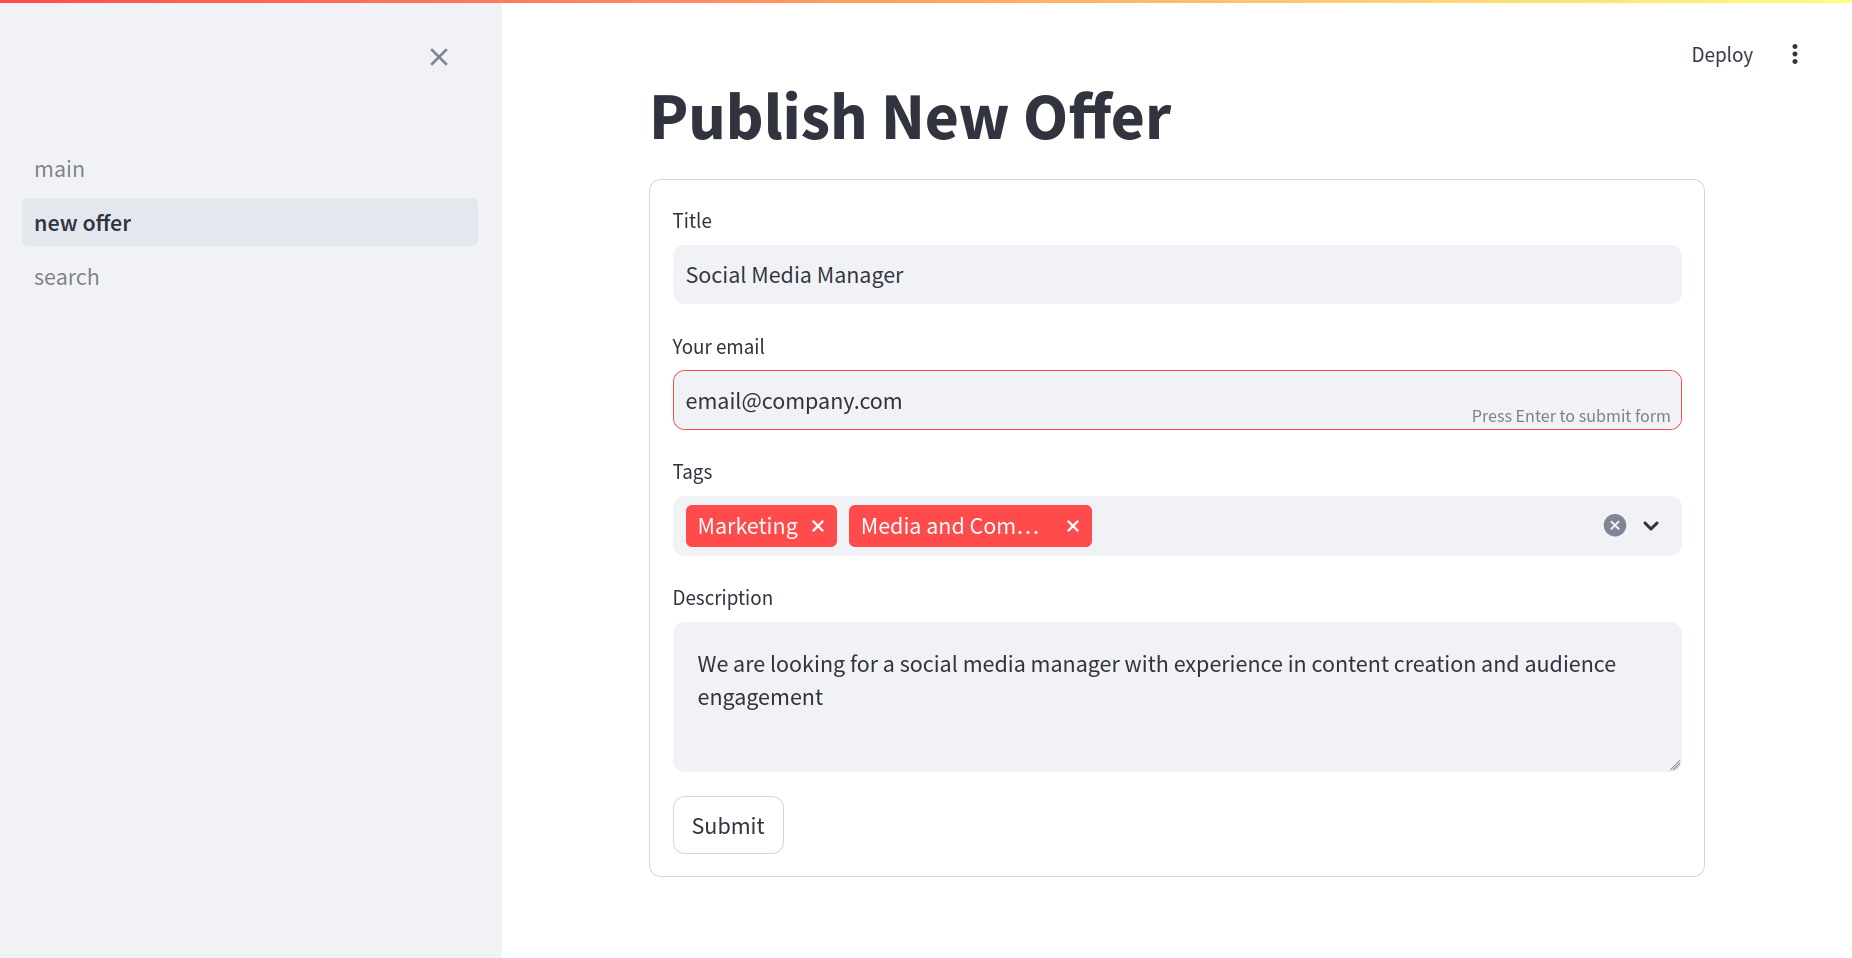 Deploy
main
new offer
search
Publish New Offer
Title
Social Media Manager
Your email
email@company.com
Press Enter to submit form
Tags
Marketing
Media and Com...
Description
We are looking for a social media manager with experience in content creation and audience
engagement
Submit